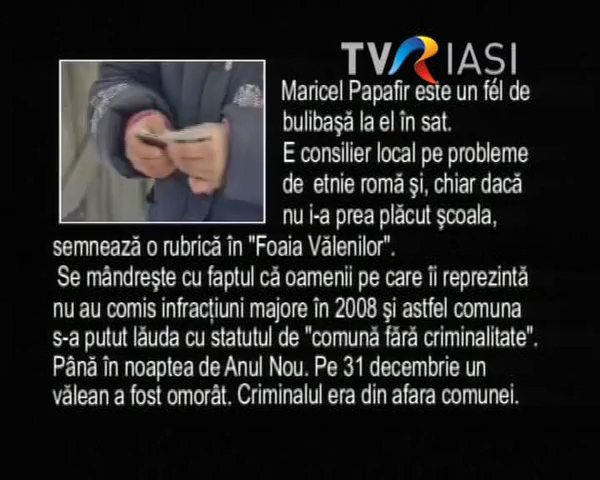 TVR IASI
Maricel Papafir este un fél de
bulibaşă la el în sat.
E consilier local pe probleme
de etnie romă şi, chiar dacă
nu i-a prea plăcut şcoala,
semnează o rubrică în "Foaia Vălenilor".
Se mândreşte cu faptul că oamenii pe care îi reprezintă
nu au comis infracţiuni majore în 2008 şi astfel comuna
s-a putut lăuda cu statutul de "comună fără criminalitate".
Până în noaptea de Anul Nou. Pe 31 decembrie un
vălean a fost omorât. Criminalul era din afara comunei.